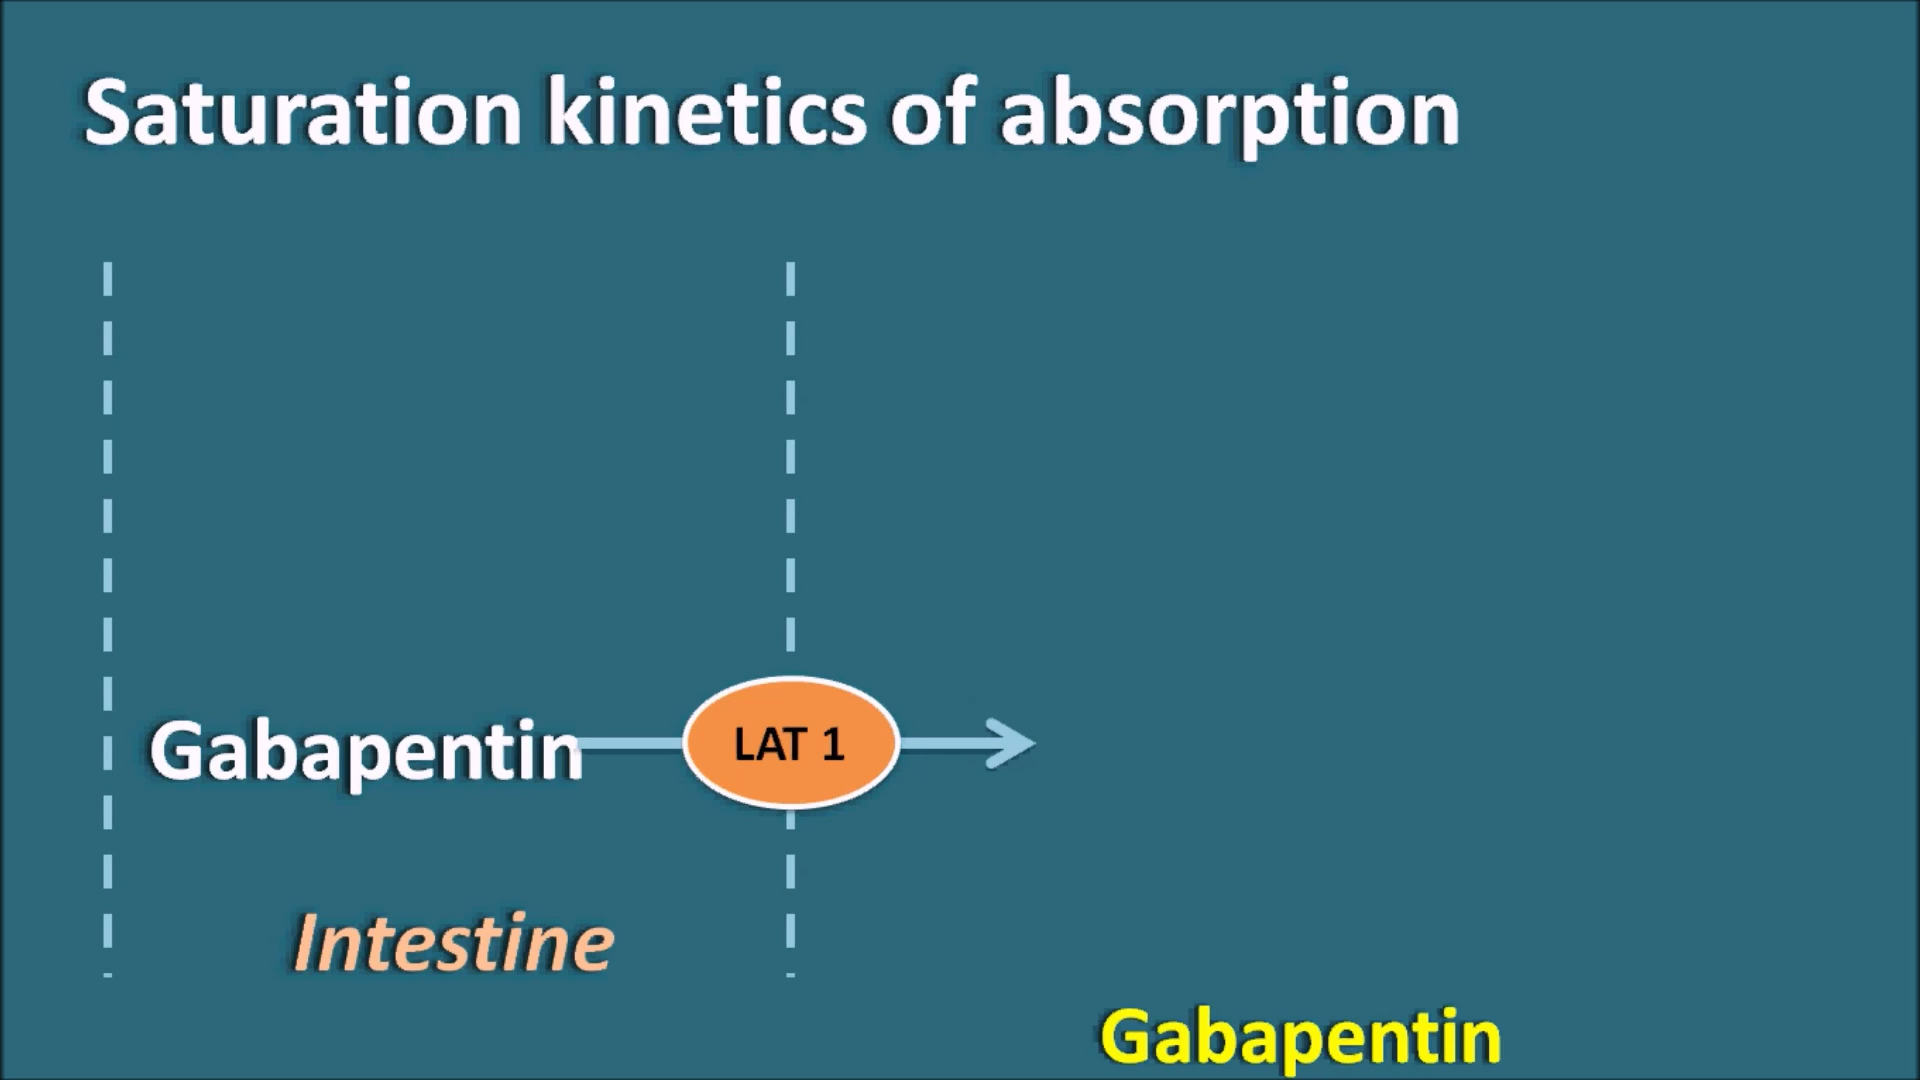 Saturation kinetics of absorption
Gabapentin
LAT 1
Intestine
Gabapentin